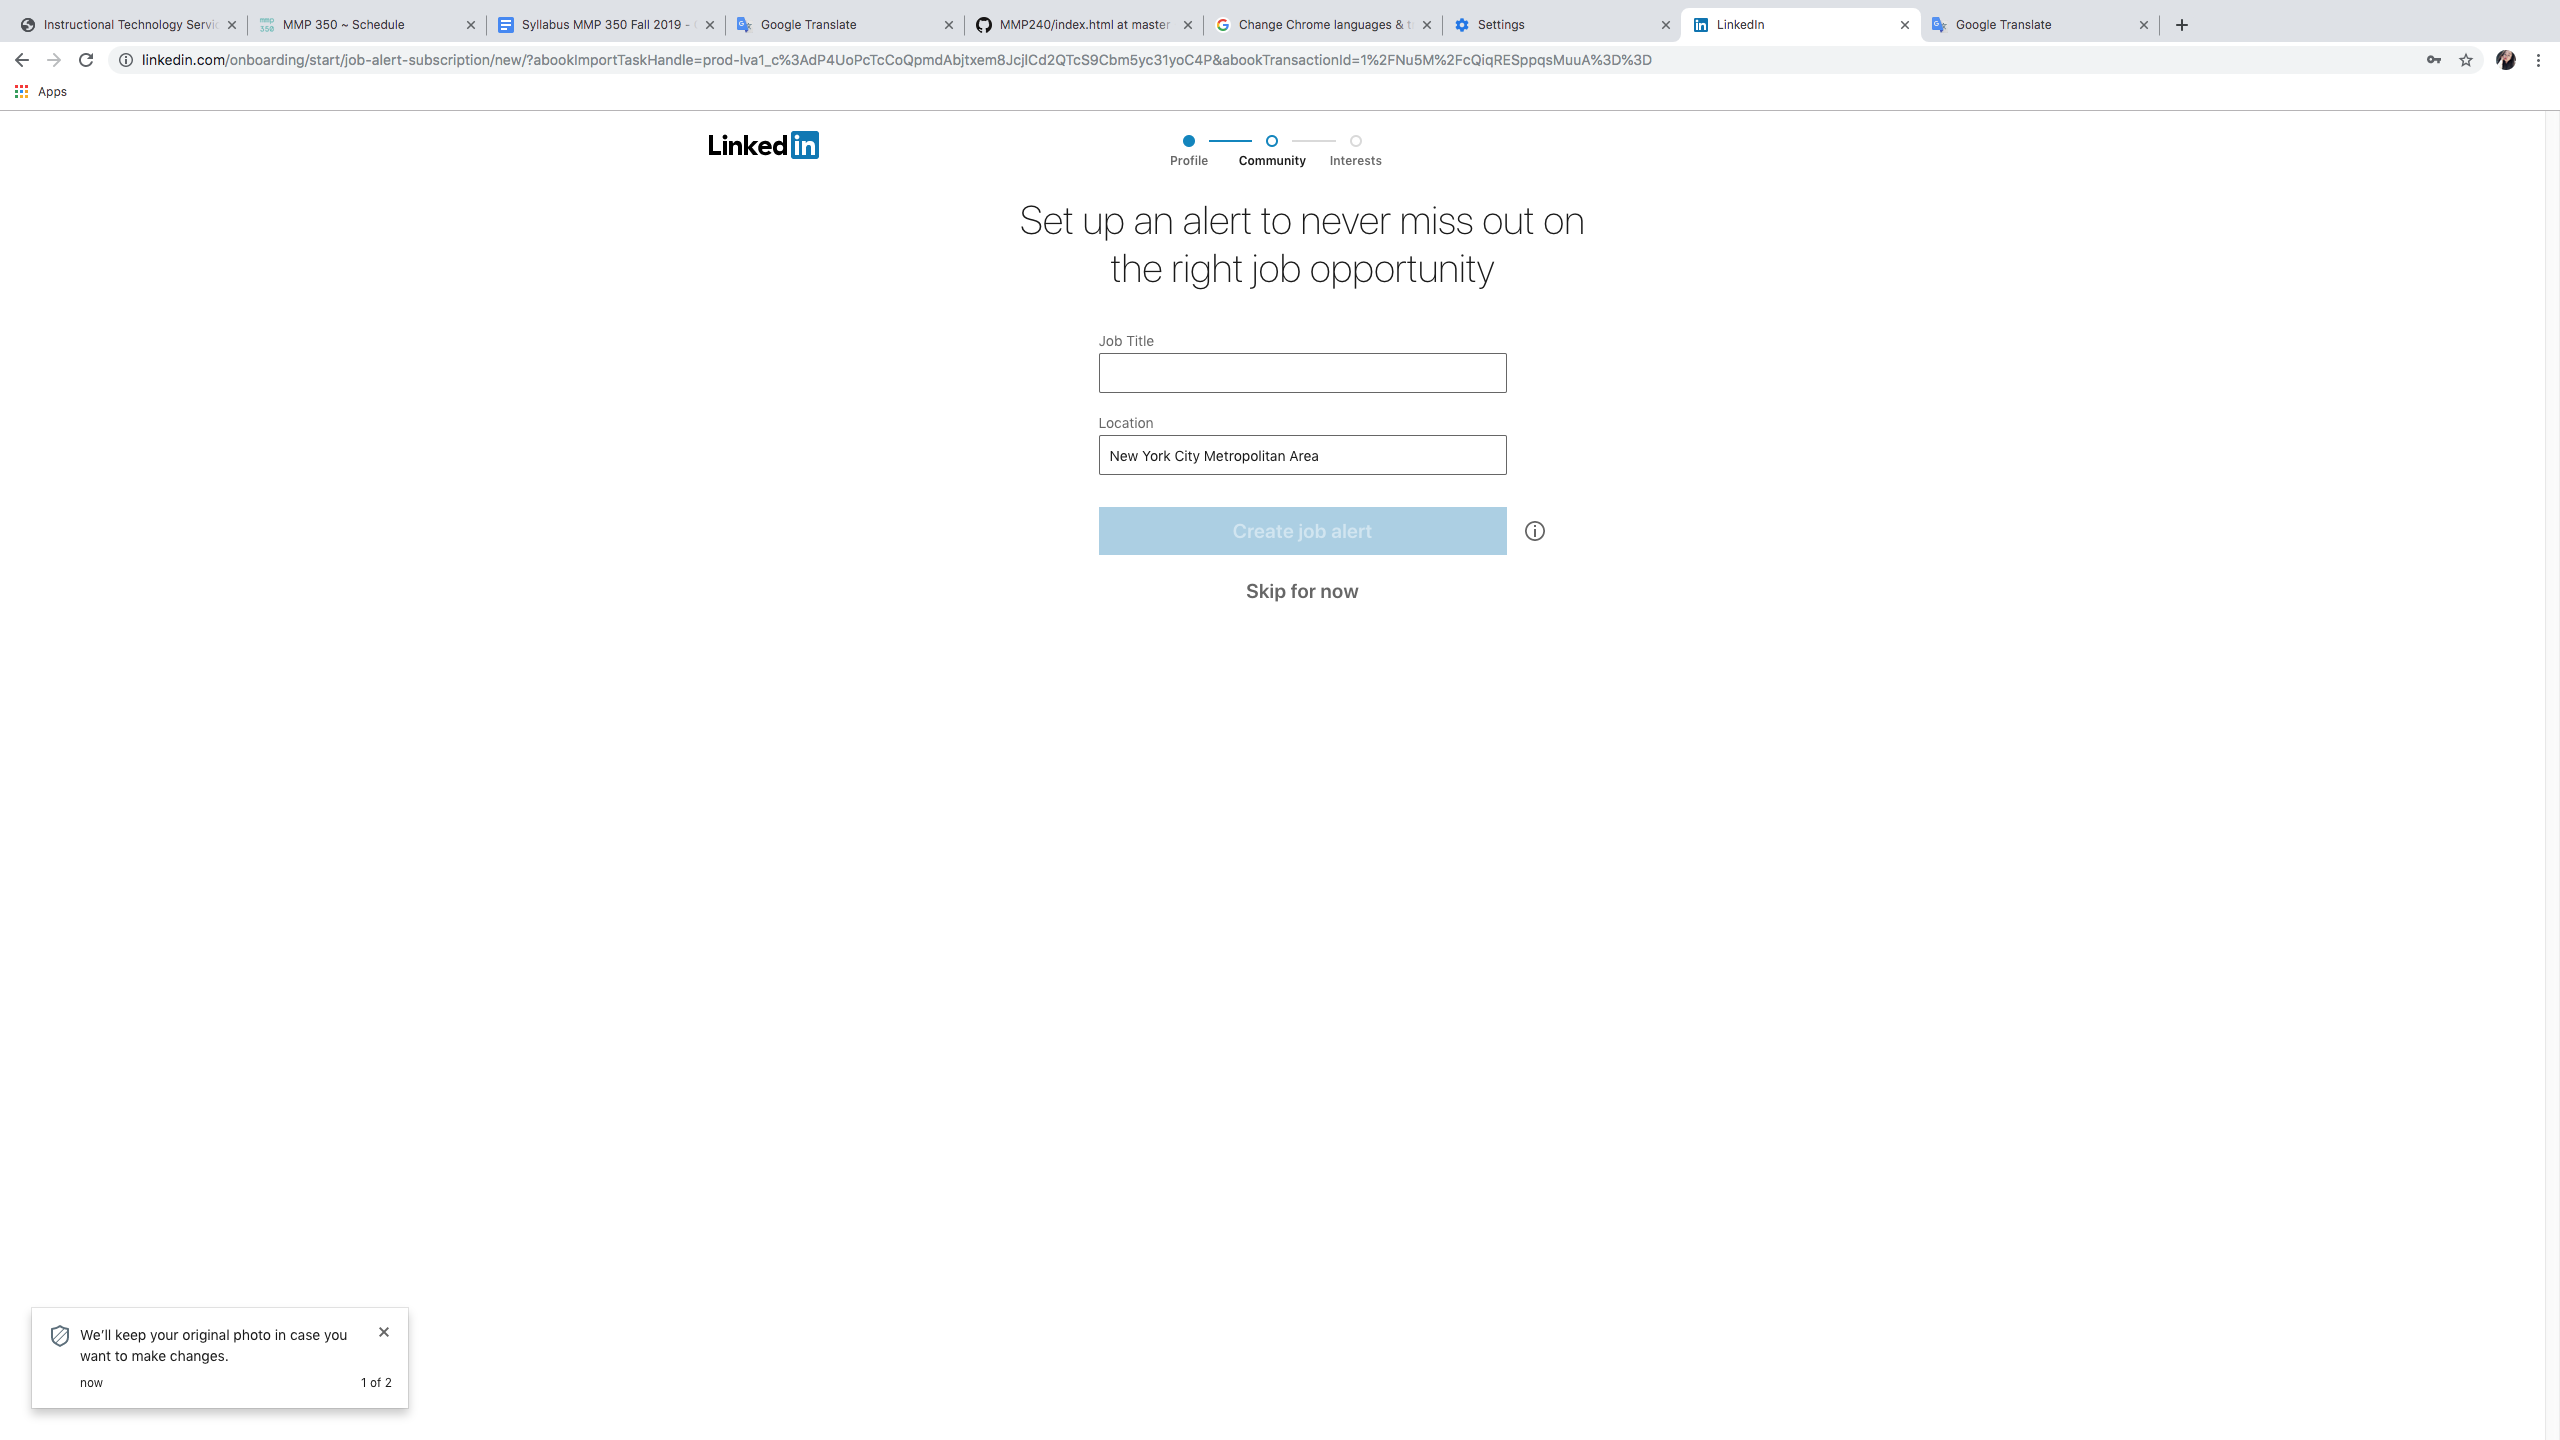 Instructional Technology Servic
MMP 350 ~ Schedule
Syllabus MMP 350 Fall 2019 -
Google Translate
MMP240/index.html at master
Change Chrome languages & t
Settings
LinkedIn
Google Translate
linkedin.com/onboarding/start/job-alert-subscription/new/?abookImportTaskHandle=prod-lva1_c%3AdP4UoPcTcCoQpmdAbjtxem8JcjlCd2QTcS9Cbm5yc31yoC4P&abookTransactionId=1%2FNu5M%2FcQiqRESppqsMuuA%3D%3D
Apps
Linked in
Profile
Community
Interests
Set up an alert to never miss out on
the right job opportunity
Job Title
Location
New York City Metropolitan Area
Create job alert
Skip for now
We’ll keep your original photo in case you
want to make changes.
now
1 of 2